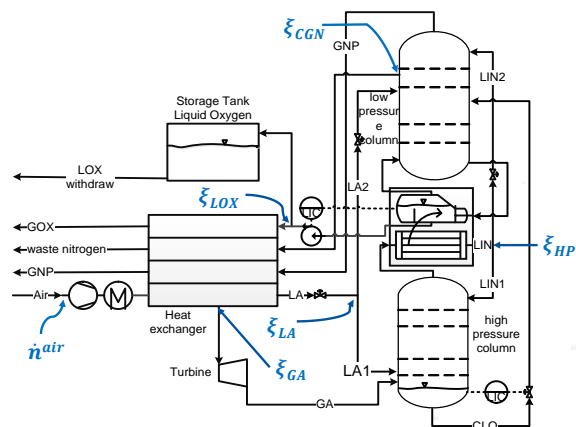 ξCGN
GNP
LIN2
Storage Tank
Liquid Oxygen
low
pressur
e
column
LOX
withdraw
ξLOX
LIC
LA2
GOX
waste nitrogen
GNP
Air
M
ṅair
Heat
exchanger
LA
ξLA
LIN
ξHP
LIN1
high
pressure
column
Turbine
ξGA
LA1
GA
LIC
CLO